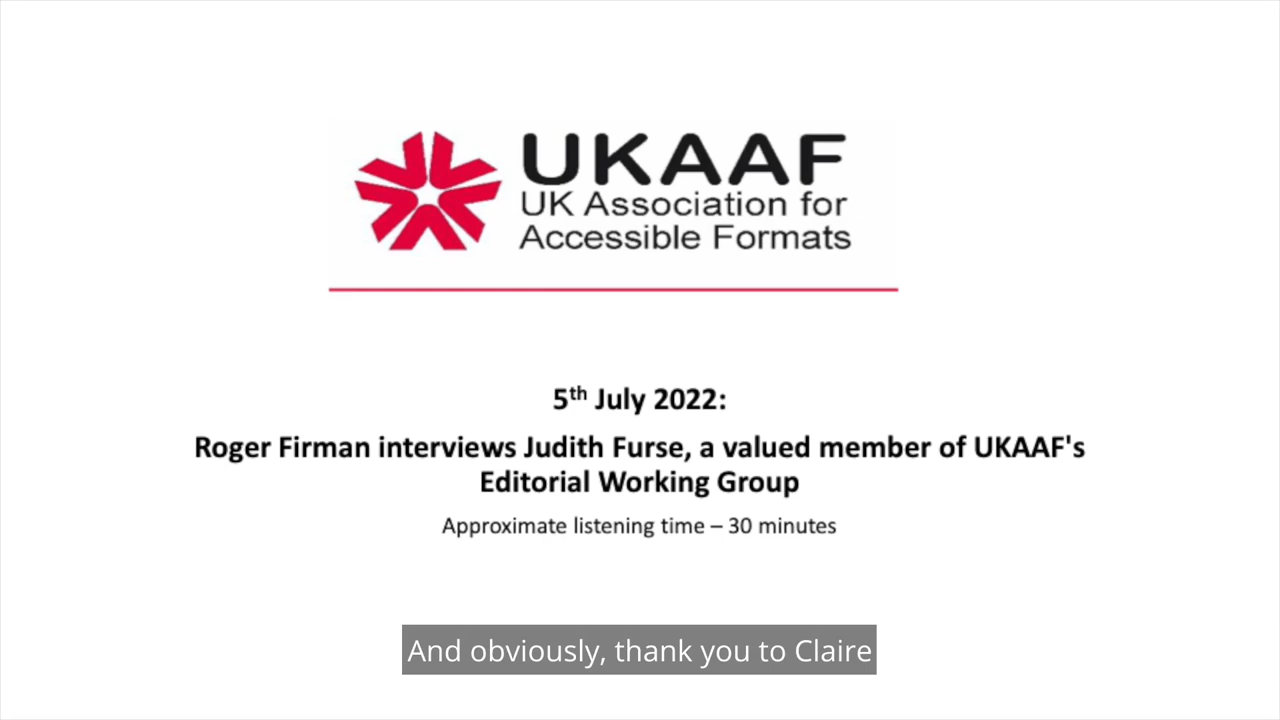 UKAAF
UK Association for
Accessible Formats
5th July 2022:
Roger Firman interviews Judith Furse, a valued member of UKAAF's
Editorial Working Group
Approximate listening time – 30 minutes
And obviously, thank you to Claire